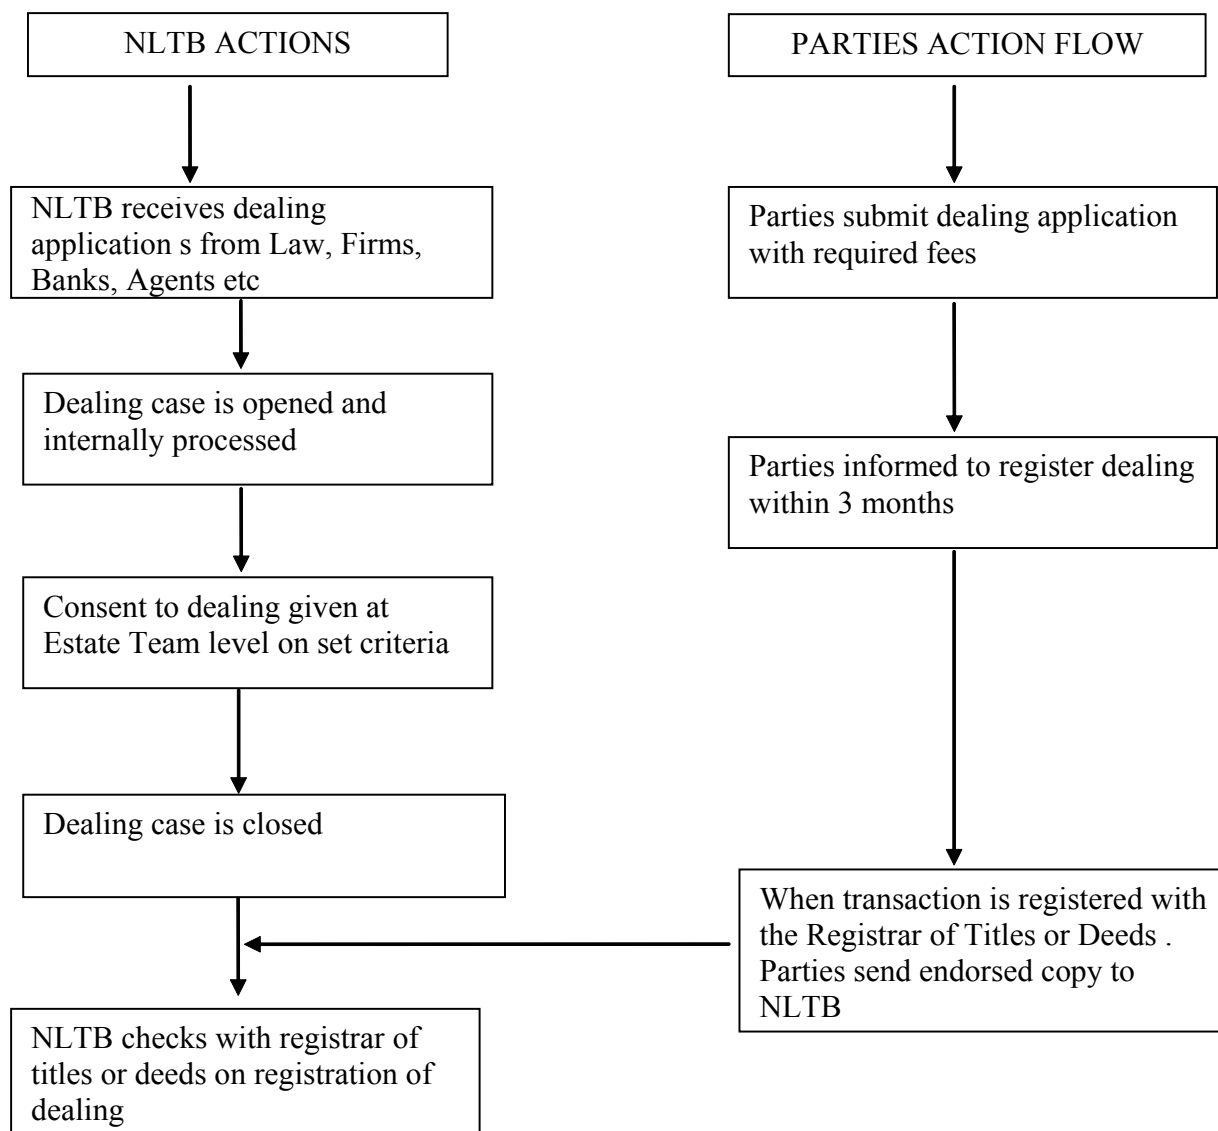 NLTB ACTIONS
NLTB receives dealing
application s from Law, Firms,
Banks, Agents etc
Dealing case is opened and
internally processed
Consent to dealing given at
Estate Team level on set criteria
Dealing case is closed
NLTB checks with registrar of
titles or deeds on registration of
dealing
PARTIES ACTION FLOW
Parties submit dealing application
with required fees
Parties informed to register dealing
within 3 months
When transaction is registered with
the Registrar of Titles or Deeds .
Parties send endorsed copy to
NLTB